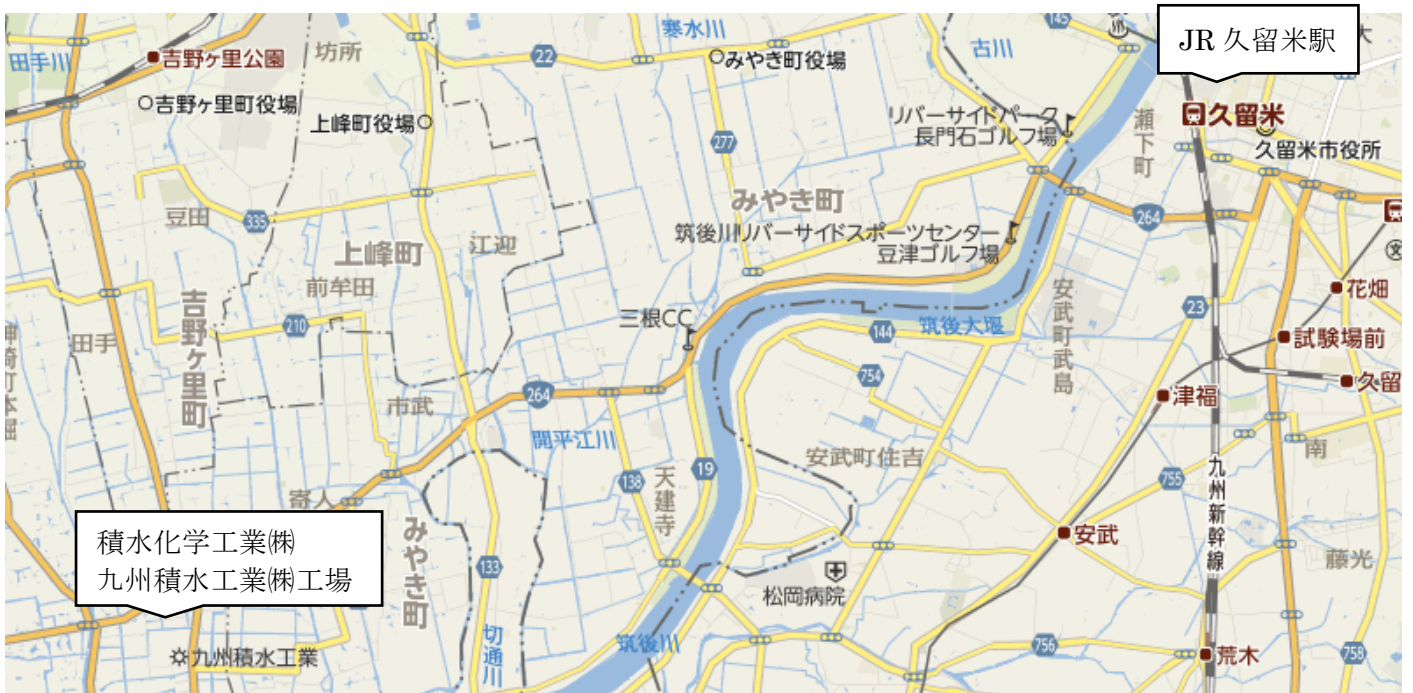 145
寒水川
古川
JR 久留米駅
大
坊所
22
田手川
吉野ヶ里公園
みやき町役場
吉野ヶ里町役場
上峰町役場
リバーサイドパーク
長門石ゴルフ場
瀬下町
久留米
久留米市役所
277
みやき町
豆田
335
264
江迎
上峰町
筑後川リバーサイドスポーツセンター
豆津ゴルフ場
文
前牟田
吉野ヶ里町
210
三根CC
144
筑後大堰
安武町武島
23
花畑
試験場前
田手
神埼町本堀
754
久留
264
市武
津福
開平江川
安武町住吉
南
19
138
天建寺
755
九州新幹線
寄人
みやき町
積水化学工業㈱
九州積水工業㈱工場
安武
藤光
133
松岡病院
筑後川
切通川
九州積水工業
756
荒木
758